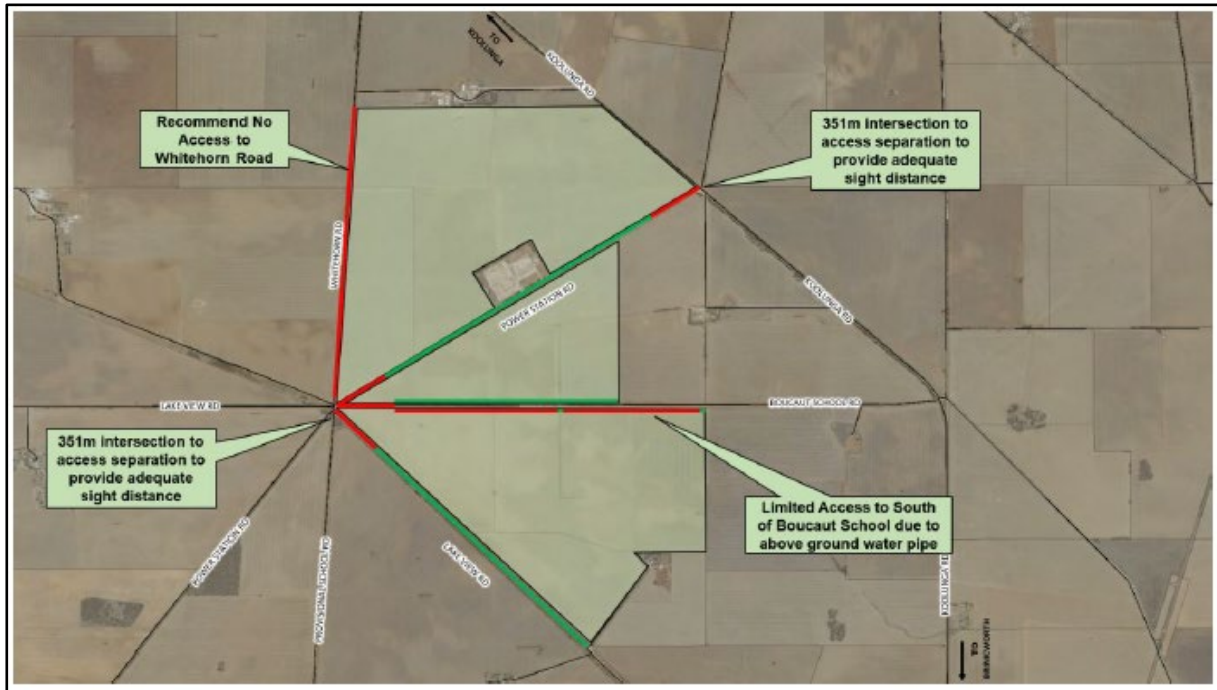 TO
KOOLUNGA
KOOLUNGA RD
Recommend No
Access to
Whitehorn Road
351m intersection to
access separation to
provide adequate
sight distance
WHITEHORN RD
POWER STATION RD
KOOLUNGA RD
LAKE VIEW RD
BOUCAUT SCHOOL RD
351m intersection to
access separation to
provide adequate
sight distance
Limited Access to South
of Boucaut School due to
above ground water pipe
POWER STATION RD
PROVISIONAL SCHOOL RD
LAKE VIEW RD
KOOLUNGA RD
TO
BRINKWORTH